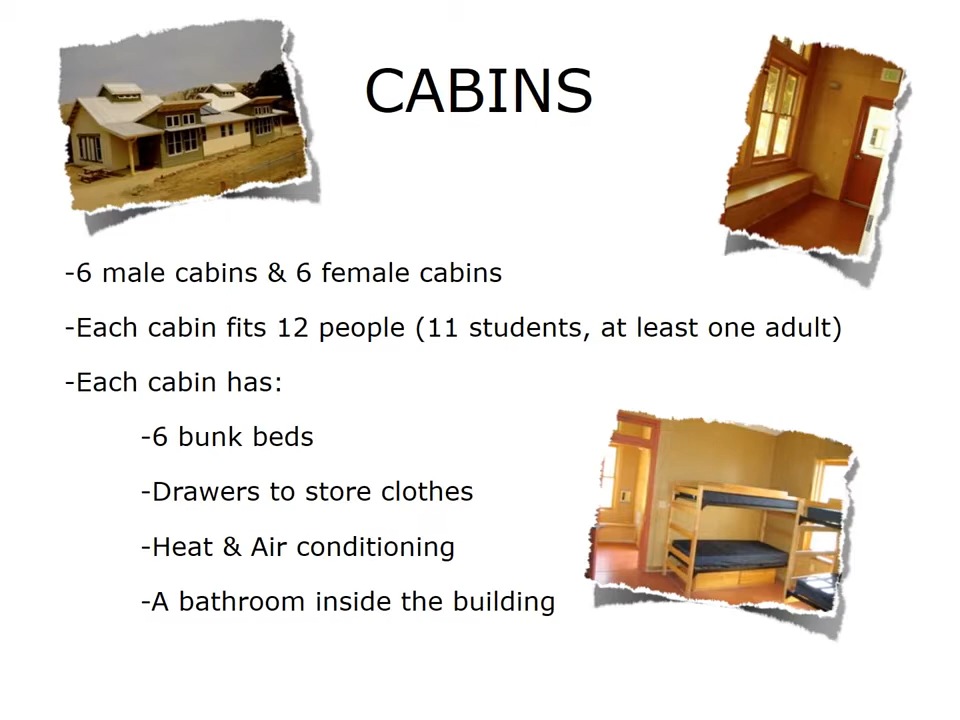 CABINS
-6 male cabins & 6 female cabins
-Each cabin fits 12 people (11 students, at least one adult)
-Each cabin has:
-6 bunk beds
-Drawers to store clothes
-Heat & Air conditioning
-A bathroom inside the building